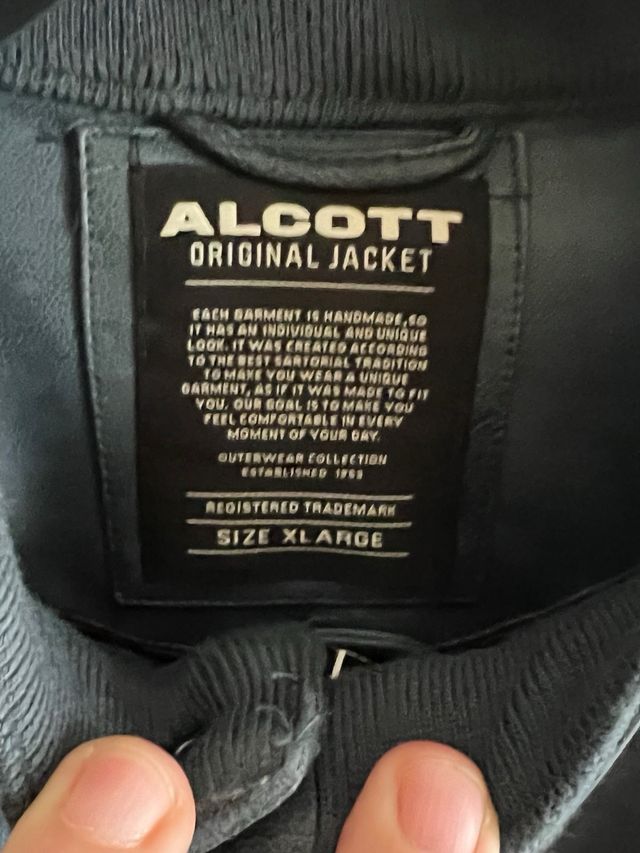 ALCOTT
ORIGINAL JACKET
EACH GARMENT IS HANDMADE, SO
IT HAS AN INDIVIDUAL AND UNIQUE
LOOK. IT WAS CREATED ACCORDING
TO THE BEST SARTORIAL TRADITION
TO MAKE YOU WEAR A UNIQUE
GARMENT, AS IF IT WAS MADE TO FIT
YOU. OUR GOAL IS TO MAKE YOU
FEEL COMFORTABLE IN EVERY
MOMENT OF YOUR DAY.
OUTERWEAR COLLECTION
ESTABLISHED
REGISTERED TRADEMARK
SIZE XLARGE